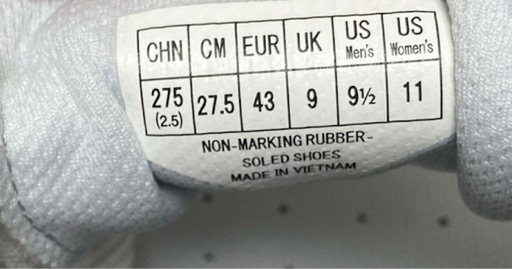 CHN CM EUR UK US Men's US Women's
275 (2.5) 27.5 43 9 9½ 11
NON-MARKING RUBBER-
SOLED SHOES
MADE IN VIETNAM